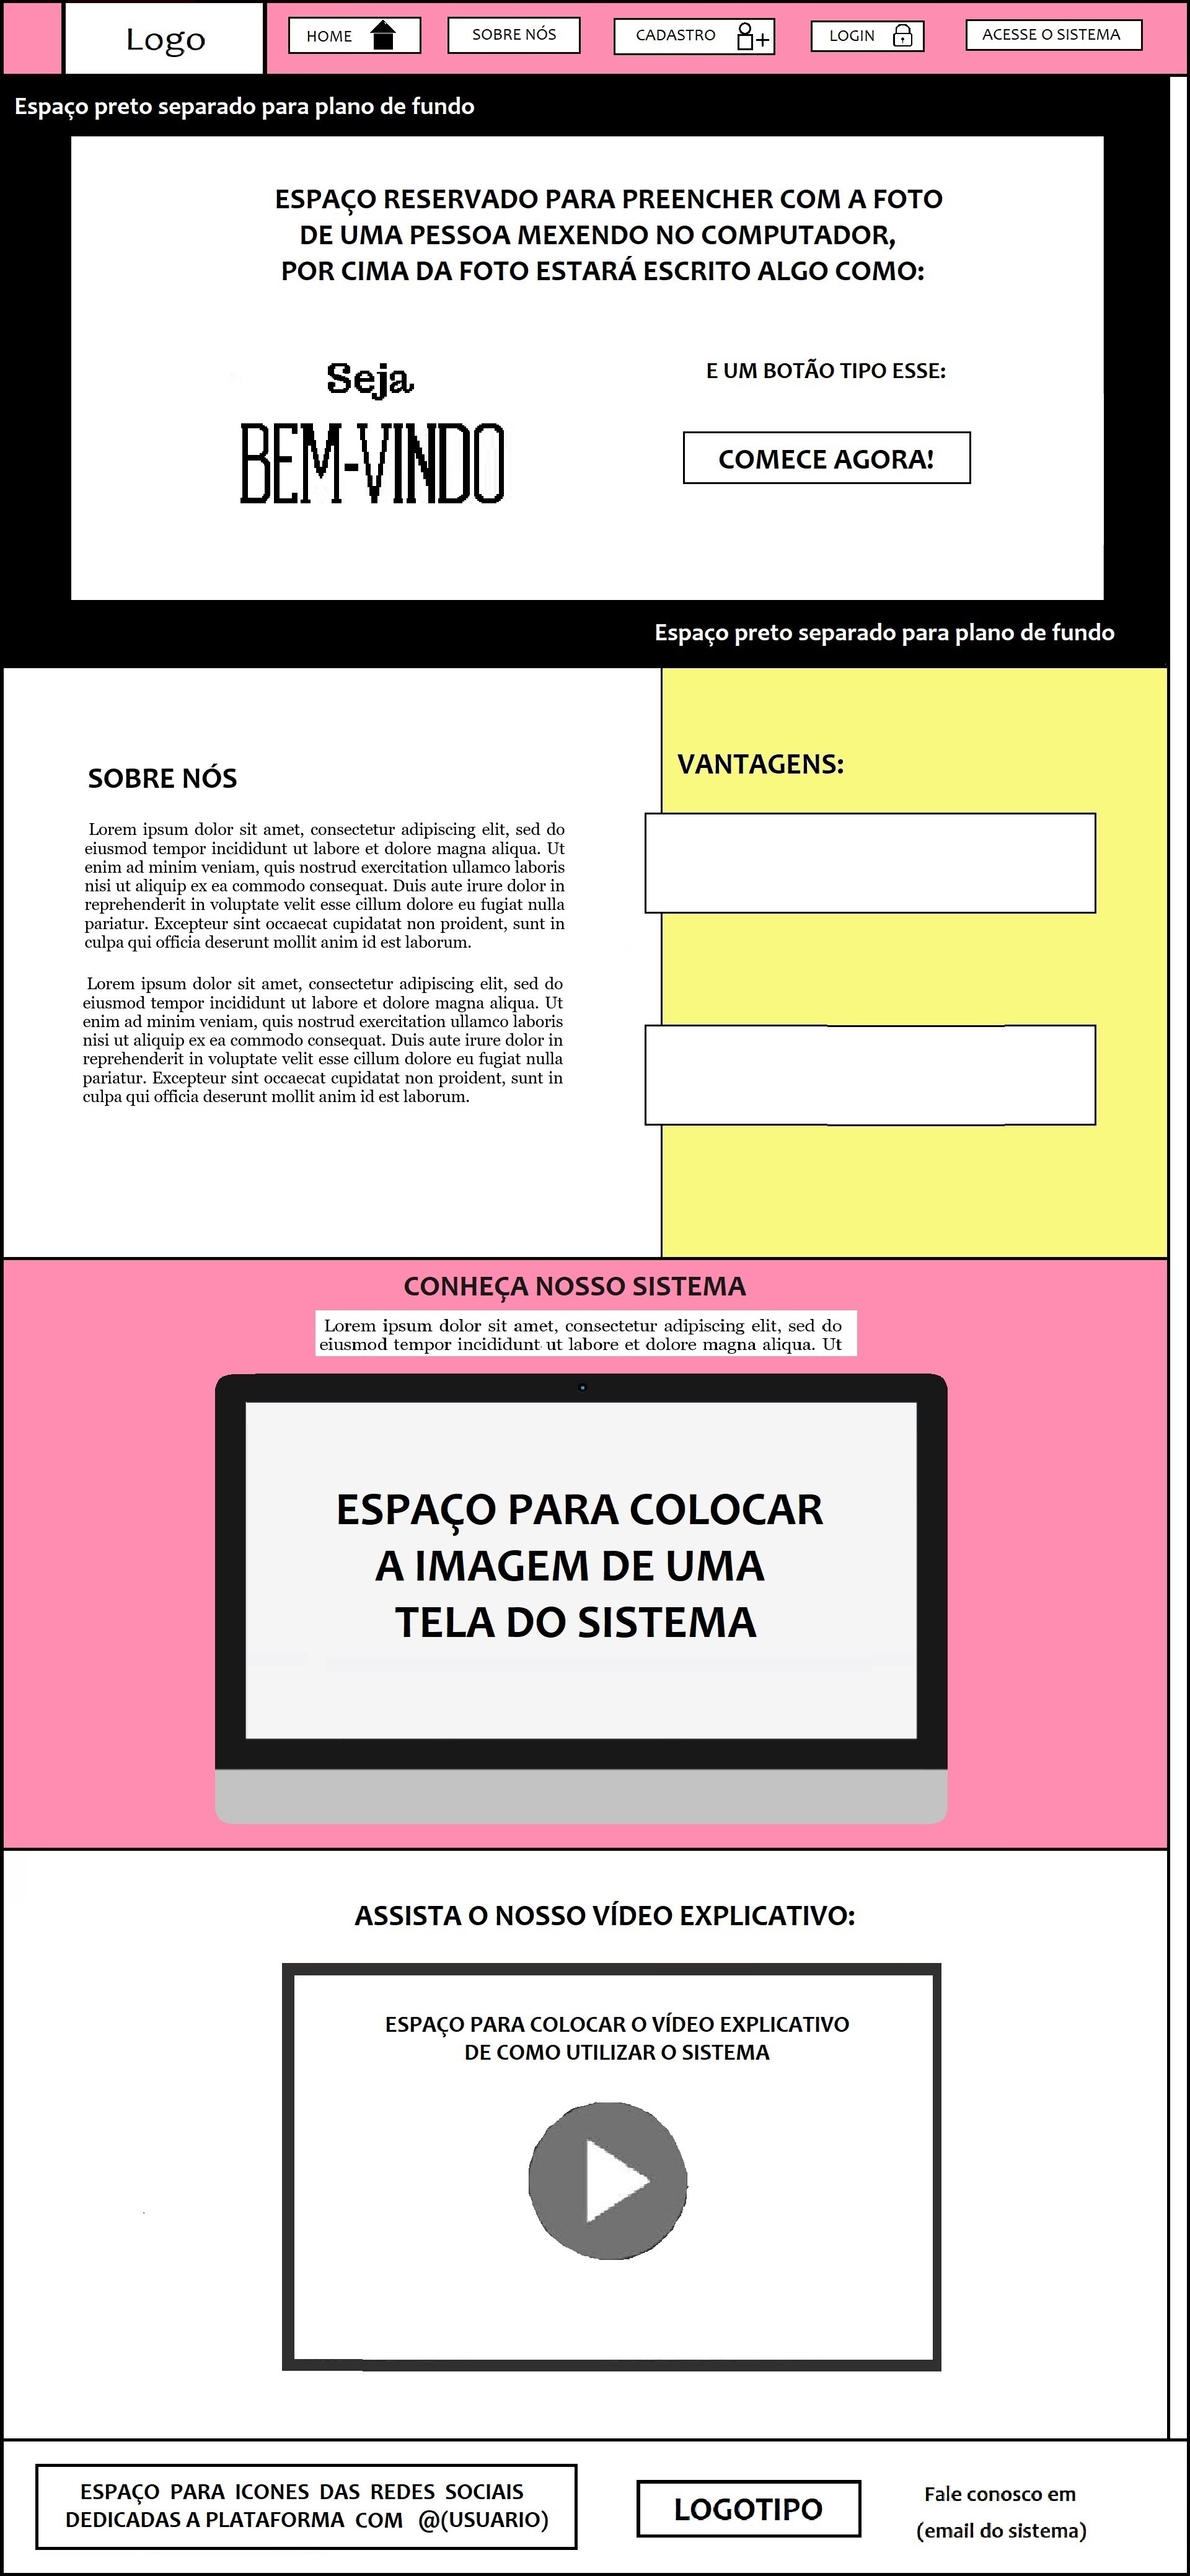 Logo
HOME
SOBRE NÓS
CADASTRO
LOGIN
ACESSE O SISTEMA
Espaço preto separado para plano de fundo
ESPAÇO RESERVADO PARA PREENCHER COM A FOTO
DE UMA PESSOA MEXENDO NO COMPUTADOR,
POR CIMA DA FOTO ESTARÁ ESCRITO ALGO COMO:
Seja
BEM-VINDO
E UM BOTÃO TIPO ESSE:
COMECE AGORA!
Espaço preto separado para plano de fundo
SOBRE NÓS
Lorem ipsum dolor sit amet, consectetur adipiscing elit, sed do
eiusmod tempor incididunt ut labore et dolore magna aliqua. Ut
enim ad minim veniam, quis nostrud exercitation ullamco laboris
nisi ut aliquip ex ea commodo consequat. Duis aute irure dolor in
reprehenderit in voluptate velit esse cillum dolore eu fugiat nulla
pariatur. Excepteur sint occaecat cupidatat non proident, sunt in
culpa qui officia deserunt mollit anim id est laborum.
Lorem ipsum dolor sit amet, consectetur adipiscing elit, sed do
eiusmod tempor incididunt ut labore et dolore magna aliqua. Ut
enim ad minim veniam, quis nostrud exercitation ullamco laboris
nisi ut aliquip ex ea commodo consequat. Duis aute irure dolor in
reprehenderit in voluptate velit esse cillum dolore eu fugiat nulla
pariatur. Excepteur sint occaecat cupidatat non proident, sunt in
culpa qui officia deserunt mollit anim id est laborum.
VANTAGENS:
CONHEÇA NOSSO SISTEMA
Lorem ipsum dolor sit amet, consectetur adipiscing elit, sed do
eiusmod tempor incididunt ut labore et dolore magna aliqua. Ut
ESPAÇO PARA COLOCAR
A IMAGEM DE UMA
TELA DO SISTEMA
ASSISTA O NOSSO VÍDEO EXPLICATIVO:
ESPAÇO PARA COLOCAR O VÍDEO EXPLICATIVO
DE COMO UTILIZAR O SISTEMA
ESPAÇO PARA ICONES DAS REDES SOCIAIS
DEDICADAS A PLATAFORMA COM @(USUARIO)
LOGOTIPO
Fale conosco em
(email do sistema)